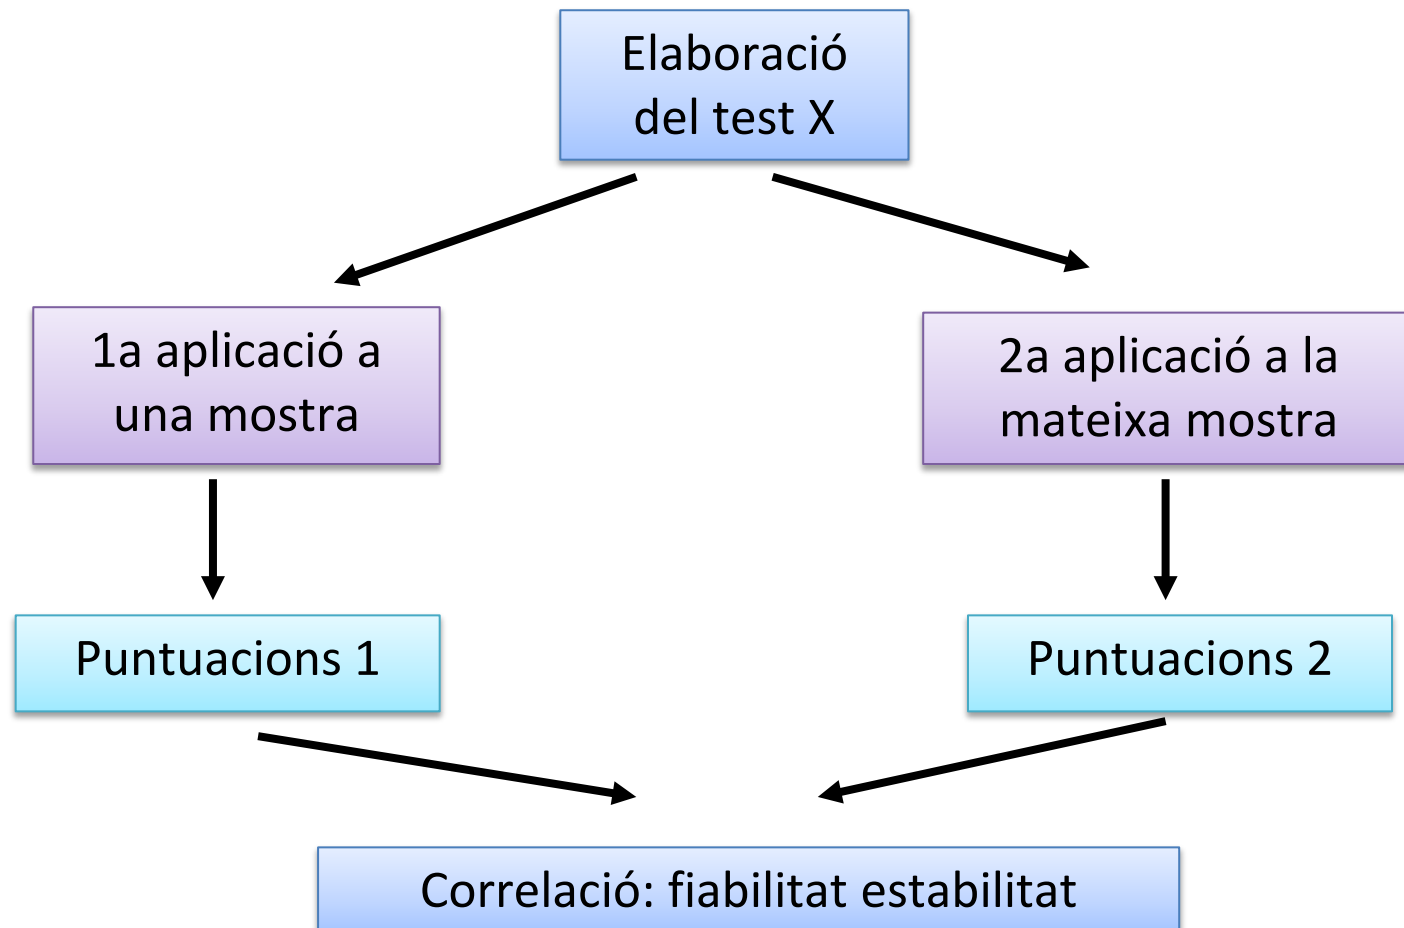 Elaboració
del test X
1a aplicació a
una mostra
2a aplicació a la
mateixa mostra
Puntuacions 1
Puntuacions 2
Correlació: fiabilitat estabilitat